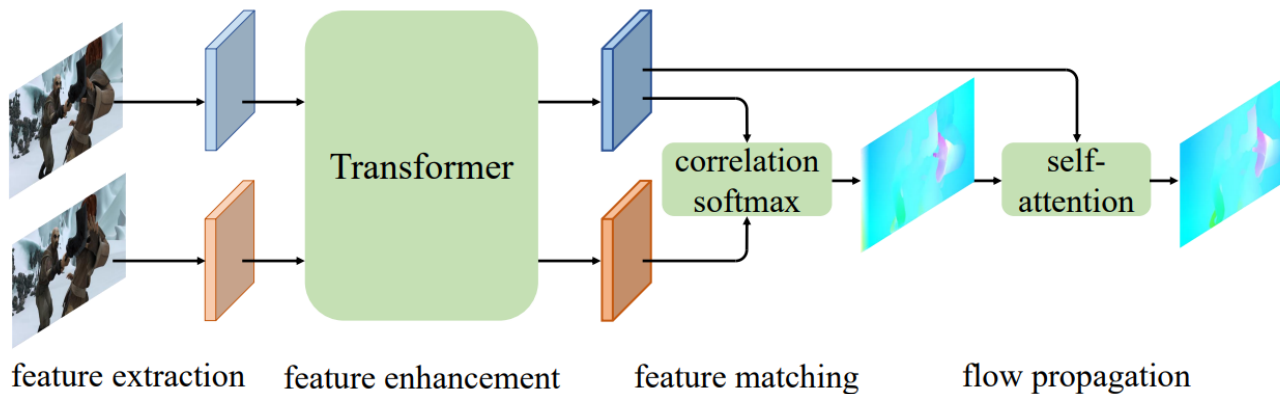 Transformer
correlation
softmax
self-
attention
feature extraction
feature enhancement
feature matching
flow propagation